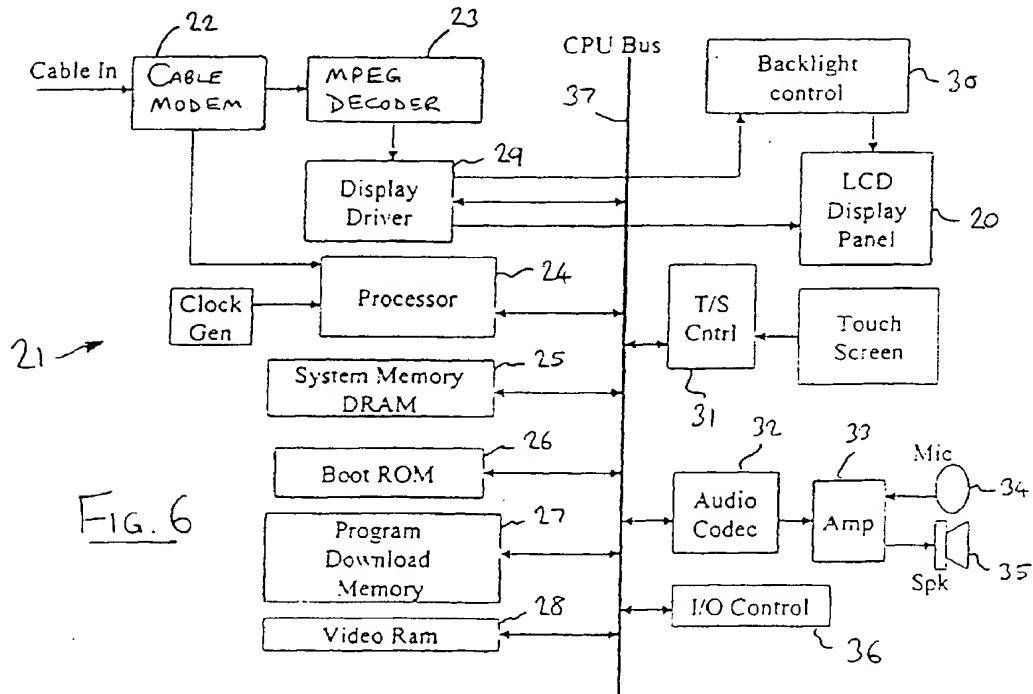 22
23
CPU Bus
Cable In
CABLE
MODEM
MPEG
DECODER
37
Backlight
control
30
29
Display
Driver
LCD
Display
Panel
20
24
Processor
Clock
Gen
21
T/S
Cntrl
31
Touch
Screen
25
System Memory
DRAM
26
Boot ROM
32
33
Mic
34
Audio
Codec
Amp
Spk
35
FIG. 6
27
Program
Download
Memory
28
Video Ram
I/O Control
36